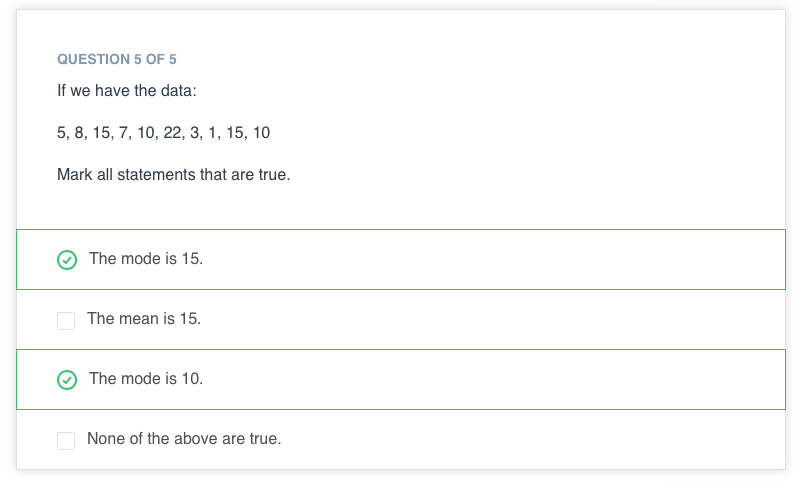 QUESTION 5 OF 5
If we have the data:
5, 8, 15, 7, 10, 22, 3, 1, 15, 10
Mark all statements that are true.
The mode is 15.
The mean is 15.
The mode is 10.
None of the above are true.